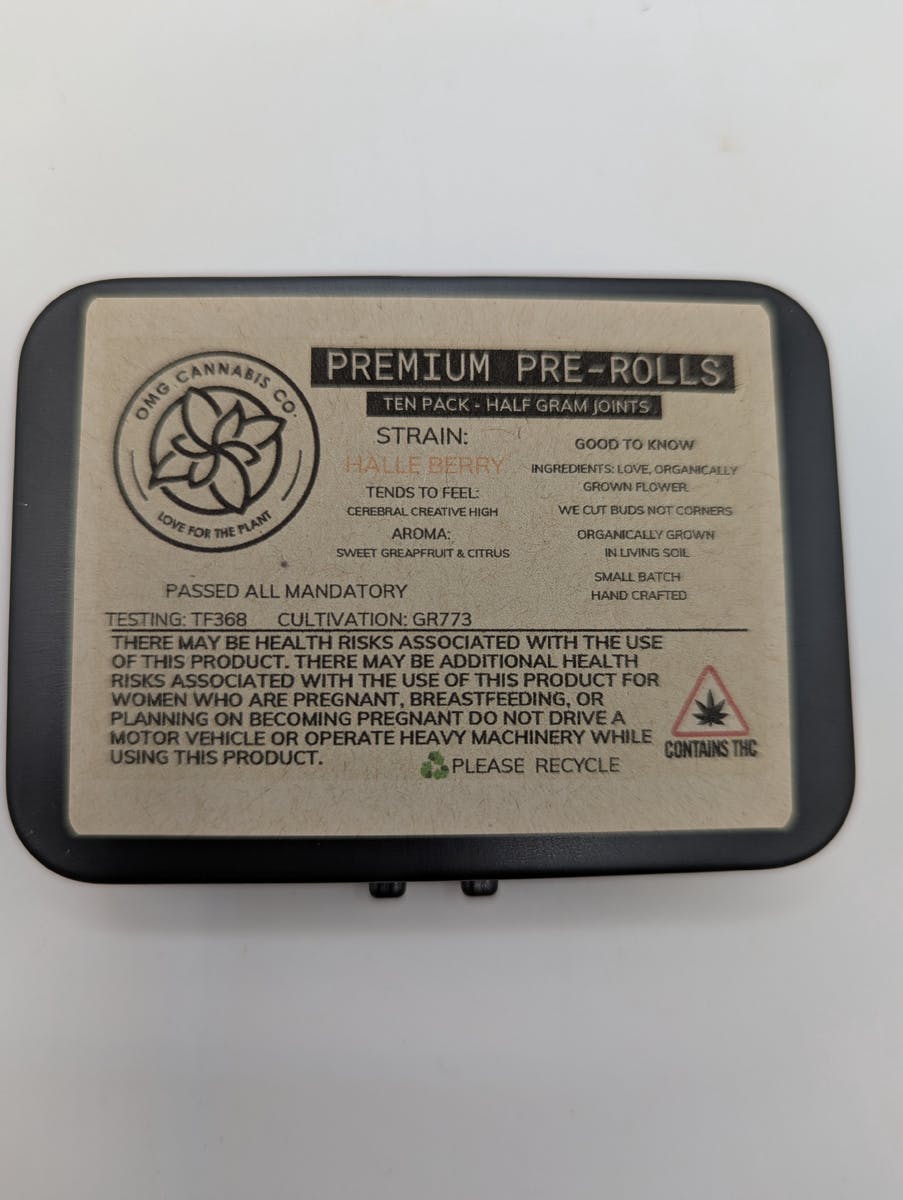 OMG CANNABIS CO.
LOVE FOR THE PLANT
PREMIUM PRE-ROLLS
TEN PACK - HALF GRAM JOINTS
STRAIN:
HALLE BERRY
TENDS TO FEEL:
CEREBRAL CREATIVE HIGH
AROMA:
SWEET GREAPFRUIT & CITRUS
GOOD TO KNOW
INGREDIENTS: LOVE, ORGANICALLY
GROWN FLOWER.
WE CUT BUDS NOT CORNERS
ORGANICALLY GROWN
IN LIVING SOIL
SMALL BATCH
HAND CRAFTED
PASSED ALL MANDATORY
TESTING: TF368 CULTIVATION: GR773
THERE MAY BE HEALTH RISKS ASSOCIATED WITH THE USE
OF THIS PRODUCT. THERE MAY BE ADDITIONAL HEALTH
RISKS ASSOCIATED WITH THE USE OF THIS PRODUCT FOR
WOMEN WHO ARE PREGNANT, BREASTFEEDING, OR
PLANNING ON BECOMING PREGNANT DO NOT DRIVE A
MOTOR VEHICLE OR OPERATE HEAVY MACHINERY WHILE
USING THIS PRODUCT.
PLEASE RECYCLE
CONTAINS THC